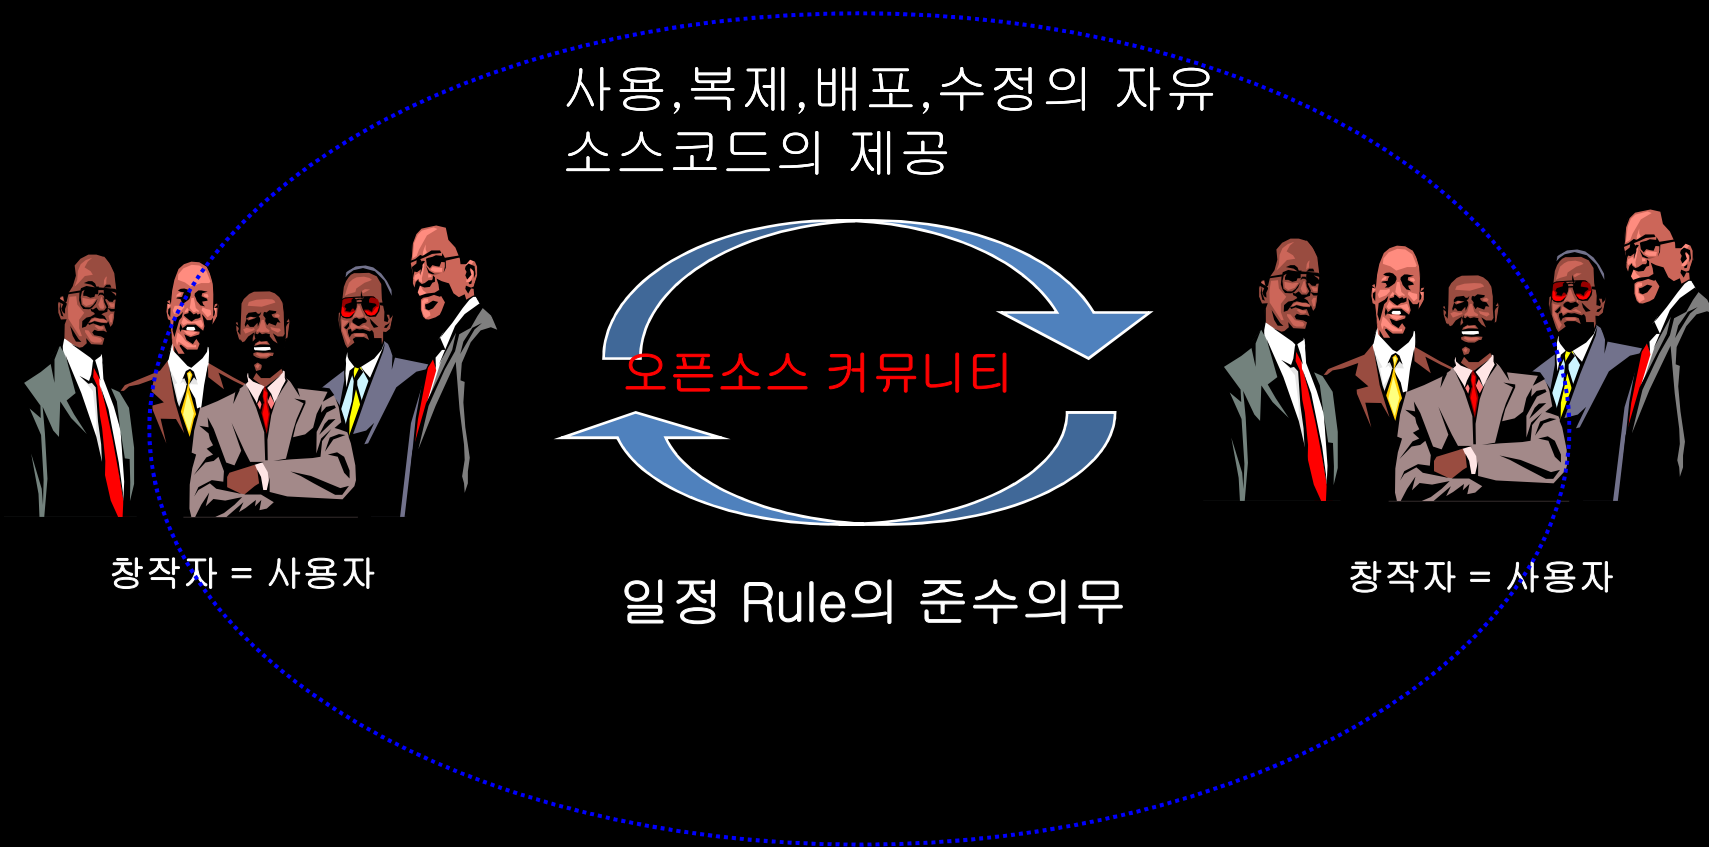 사용,복제,배포,수정의 자유
소스코드의 제공
오픈소스 커뮤니티
창작자 = 사용자
창작자 = 사용자
일정 Rule의 준수의무